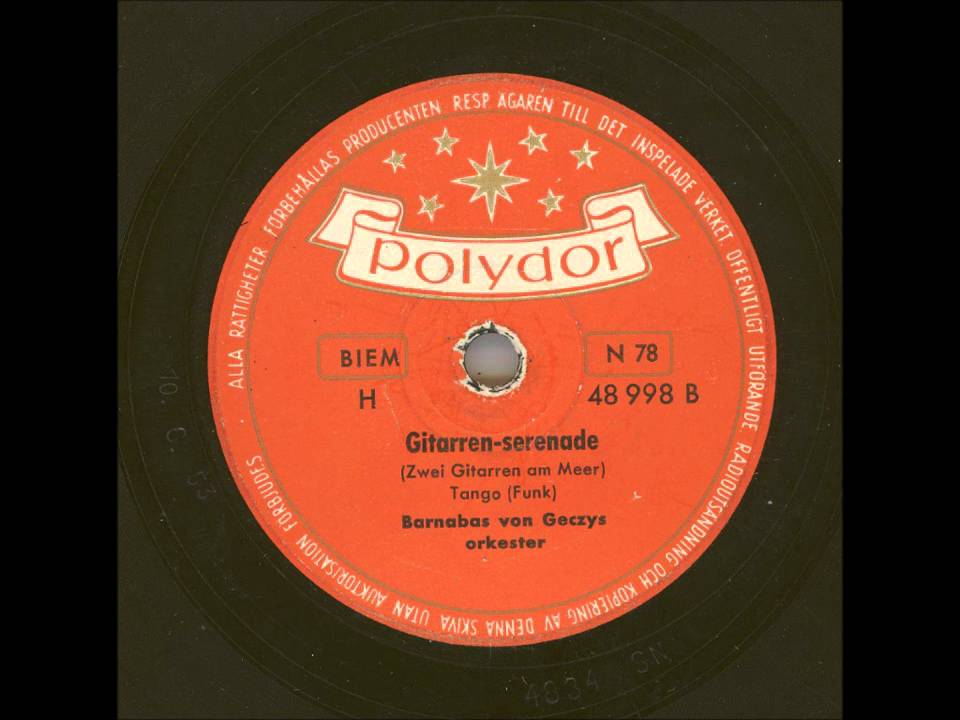 ALLA RÄTTIGHETER FÖRBEHÅLLAS PRODUCENTEN RESP ÄGAREN TILL DET INSPELADE VERKET. OFFENTLIGT UTFÖRANDE RADIOUTSÄNDNING OCH KOPIERING AV DENNA SKIVA UTAN AUKTORISATION FÖRBJUDES
polydor
BIEM
N 78
H
48 998 B
Gitarren-serenade
(Zwei Gitarren am Meer)
Tango (Funk)
Barnabas von Geczys
orkester
10. C. 53